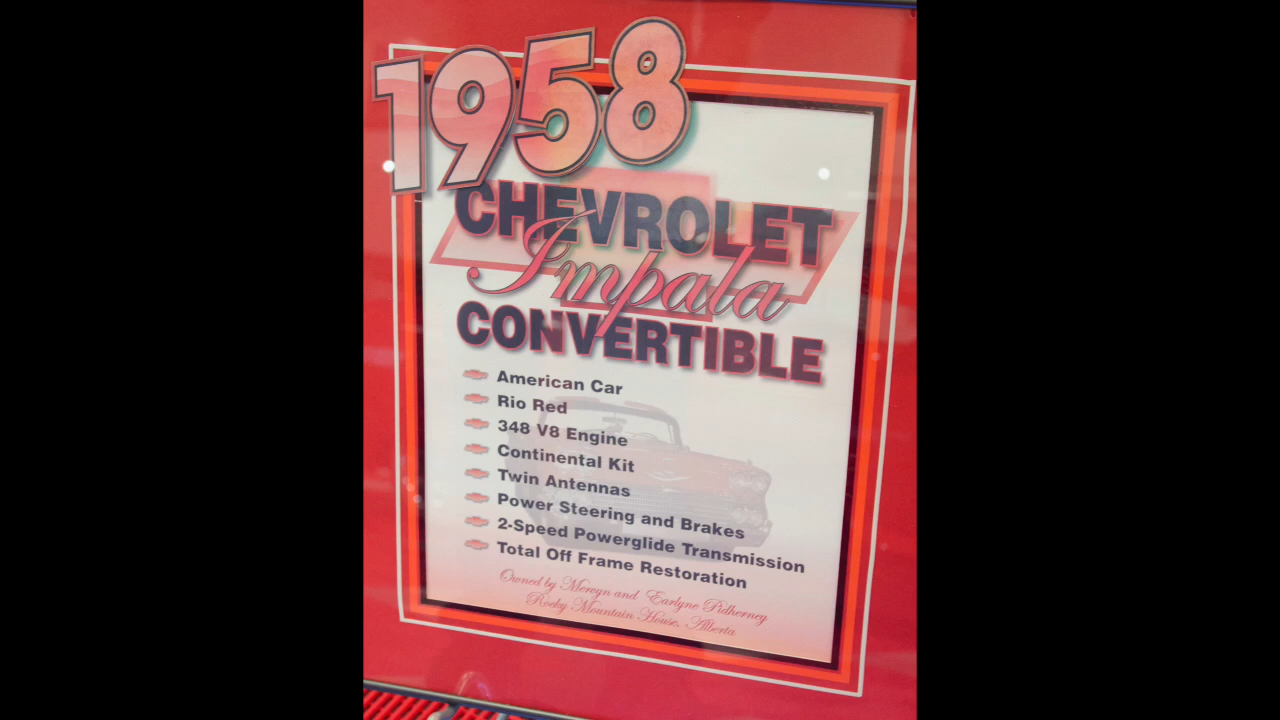 1958
CHEVROLET
Impala
CONVERTIBLE
American Car
Rio Red
348 V8 Engine
Continental Kit
Twin Antennas
Power Steering and Brakes
2-Speed Powerglide Transmission
Total Off Frame Restoration
Owned by Mervyn and Earlyne Pidherney
Rocky Mountain House, Alberta